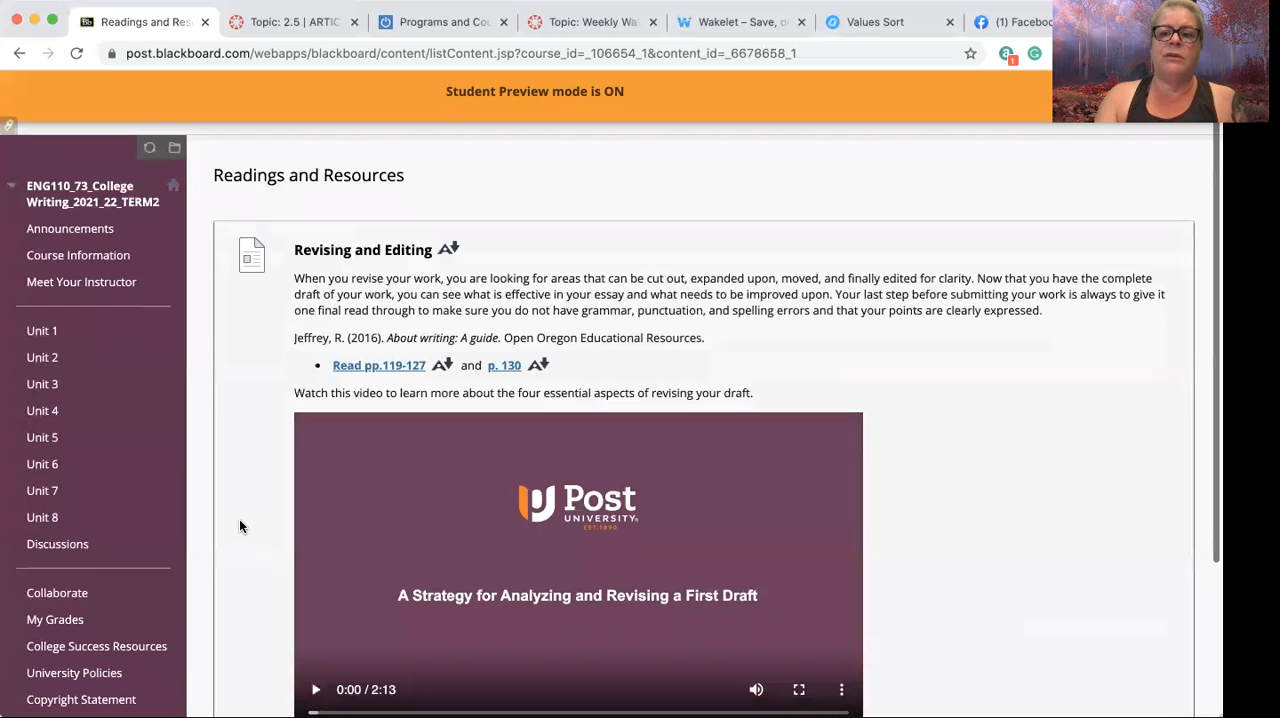 Readings and Res
Topic: 2.5 | ARTIC
Programs and Cou
Topic: Weekly Wa
Wakelet – Save, o
Values Sort
(1) Faceboo
post.blackboard.com/webapps/blackboard/content/listContent.jsp?course_id=_106654_1&content_id=_6678658_1
1
Student Preview mode is ON
ENG110_73_College
Writing_2021_22_TERM2
Announcements
Course Information
Meet Your Instructor
Unit 1
Unit 2
Unit 3
Unit 4
Unit 5
Unit 6
Unit 7
Unit 8
Discussions
Collaborate
My Grades
College Success Resources
University Policies
Copyright Statement
Readings and Resources
Revising and Editing
When you revise your work, you are looking for areas that can be cut out, expanded upon, moved, and finally edited for clarity. Now that you have the complete
draft of your work, you can see what is effective in your essay and what needs to be improved upon. Your last step before submitting your work is always to give it
one final read through to make sure you do not have grammar, punctuation, and spelling errors and that your points are clearly expressed.
Jeffrey, R. (2016). About writing: A guide. Open Oregon Educational Resources.
• Read pp.119-127 and p. 130
Watch this video to learn more about the four essential aspects of revising your draft.
Post
UNIVERSITY
EST.1890
A Strategy for Analyzing and Revising a First Draft
0:00 / 2:13